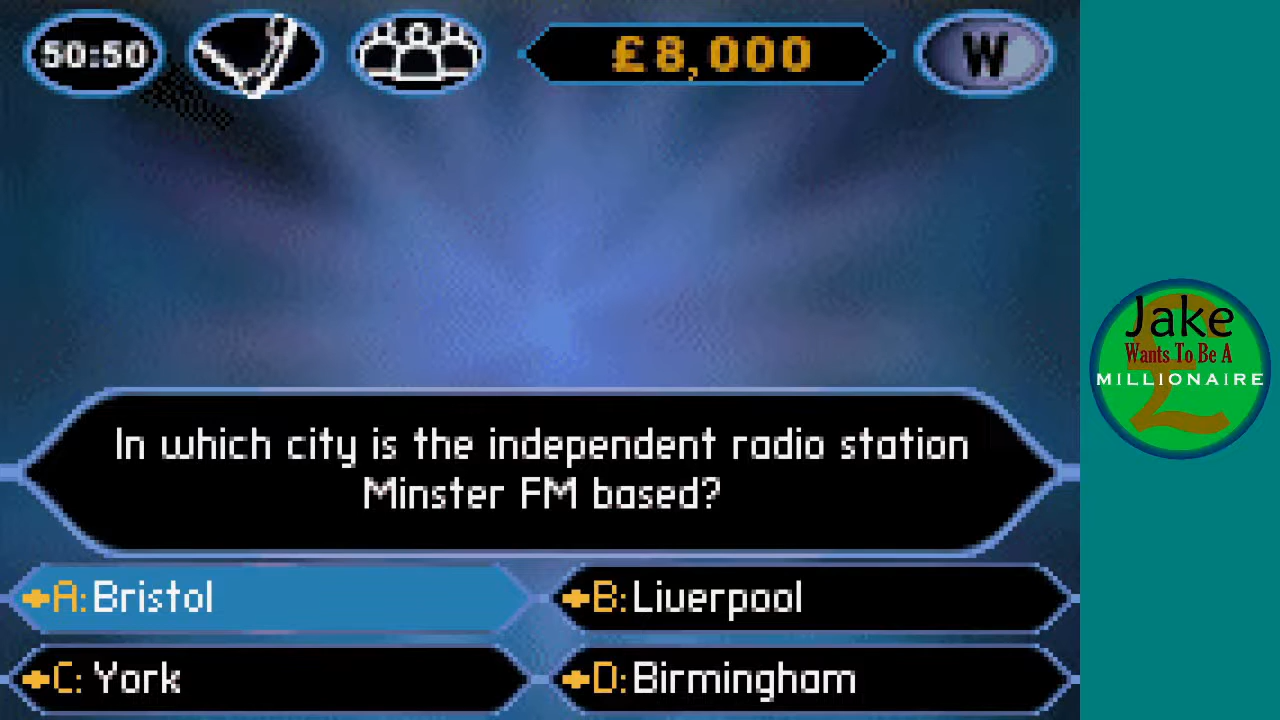 50:50
£8,000
W
In which city is the independent radio station
Minster FM based?
A: Bristol
B: Liverpool
C: York
D: Birmingham
Jake
Wants To Be A
MILLIONAIRE
£